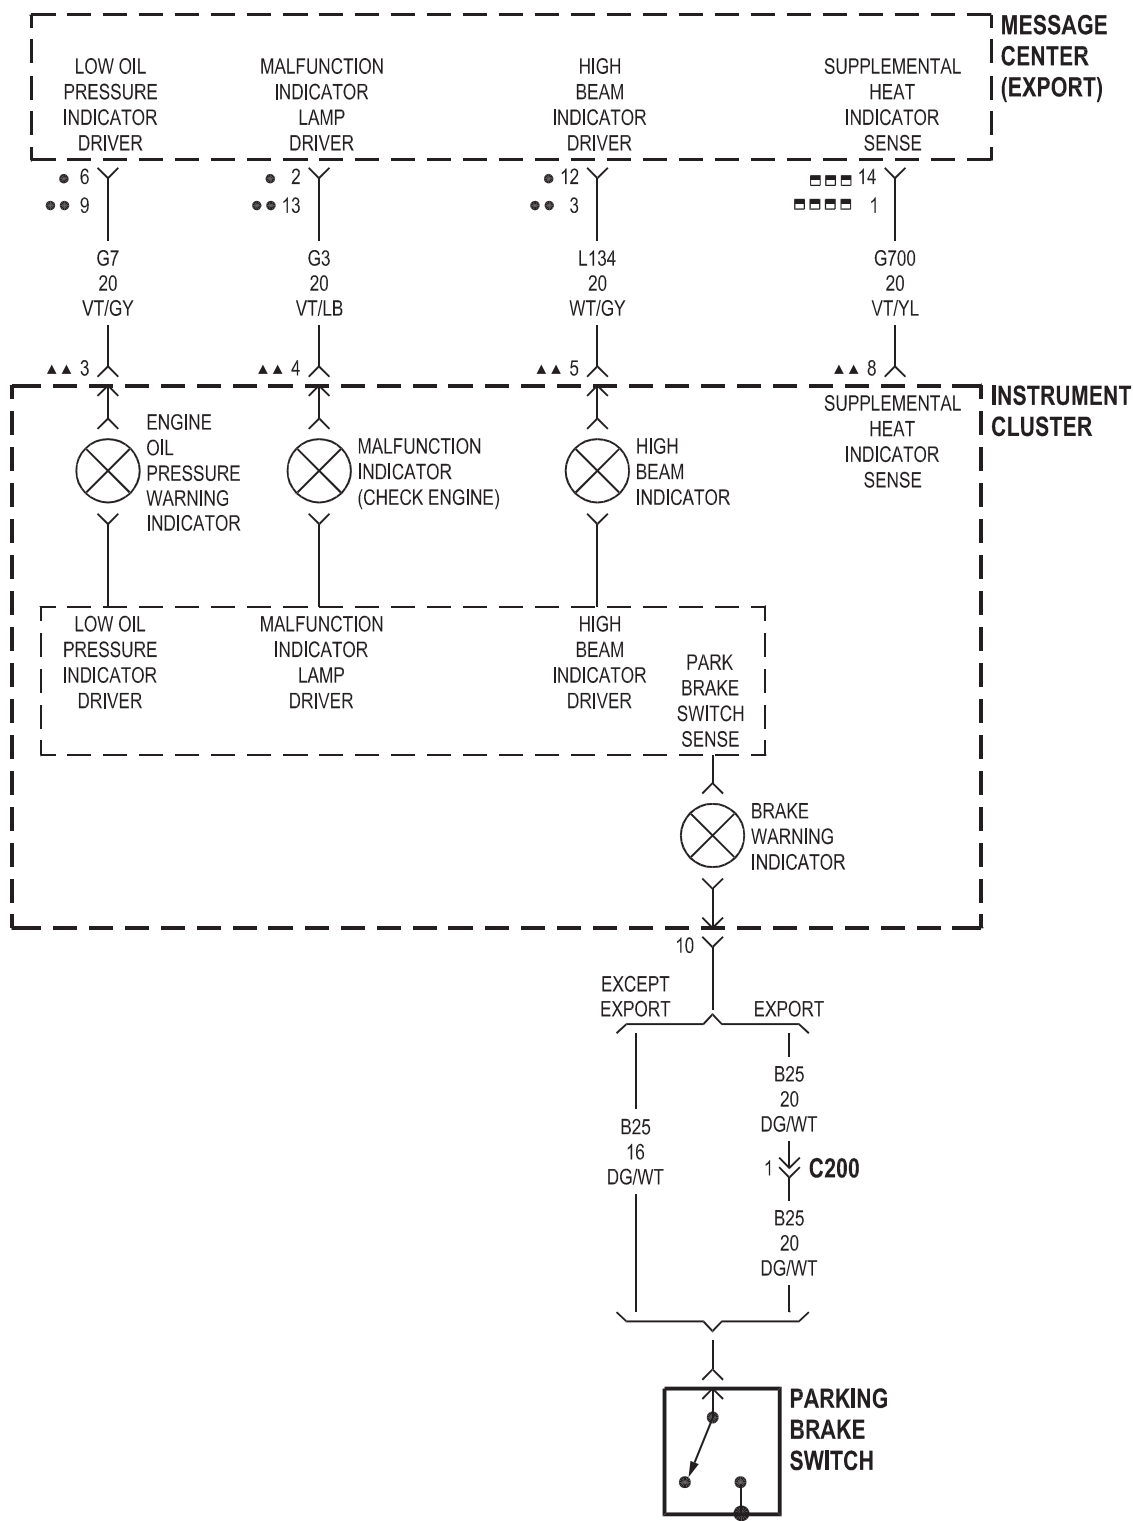 MESSAGE
CENTER
(EXPORT)
LOW OIL
PRESSURE
INDICATOR
DRIVER
MALFUNCTION
INDICATOR
LAMP
DRIVER
HIGH
BEAM
INDICATOR
DRIVER
SUPPLEMENTAL
HEAT
INDICATOR
SENSE
6
9
2
13
12
3
14
1
G7
20
VT/GY
G3
20
VT/LB
L134
20
WT/GY
G700
20
VT/YL
3
4
5
8
INSTRUMENT
CLUSTER
ENGINE
OIL
PRESSURE
WARNING
INDICATOR
MALFUNCTION
INDICATOR
(CHECK ENGINE)
HIGH
BEAM
INDICATOR
SUPPLEMENTAL
HEAT
INDICATOR
SENSE
LOW OIL
PRESSURE
INDICATOR
DRIVER
MALFUNCTION
INDICATOR
LAMP
DRIVER
HIGH
BEAM
INDICATOR
DRIVER
PARK
BRAKE
SWITCH
SENSE
BRAKE
WARNING
INDICATOR
10
EXCEPT
EXPORT
EXPORT
B25
16
DG/WT
B25
20
DG/WT
1
C200
B25
20
DG/WT
PARKING
BRAKE
SWITCH